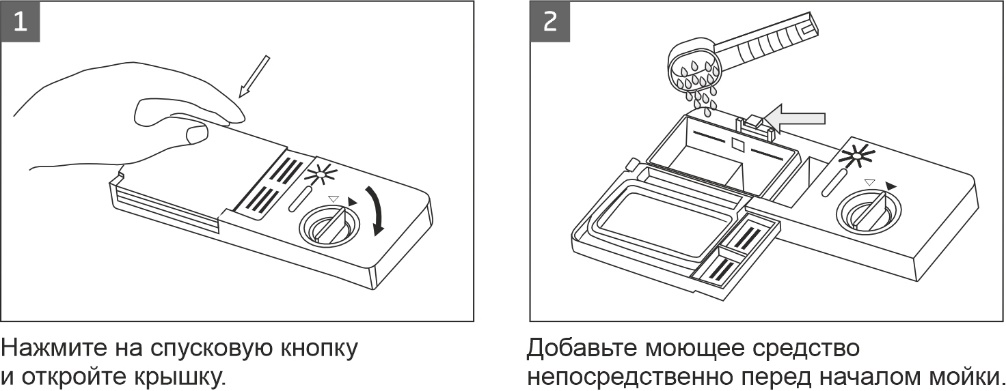 1
Нажмите на спусковую кнопку
и откройте крышку.
2
Добавьте моющее средство
непосредственно перед началом мойки.